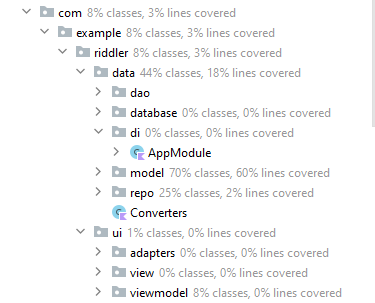 com 8% classes, 3% lines covered
example 8% classes, 3% lines covered
riddler 8% classes, 3% lines covered
data 44% classes, 18% lines covered
dao
database 0% classes, 0% lines covered
di 0% classes, 0% lines covered
AppModule
model 70% classes, 60% lines covered
repo 25% classes, 2% lines covered
Converters
ui 1% classes, 0% lines covered
adapters 0% classes, 0% lines covered
view 0% classes, 0% lines covered
viewmodel 8% classes, 0% lines covered